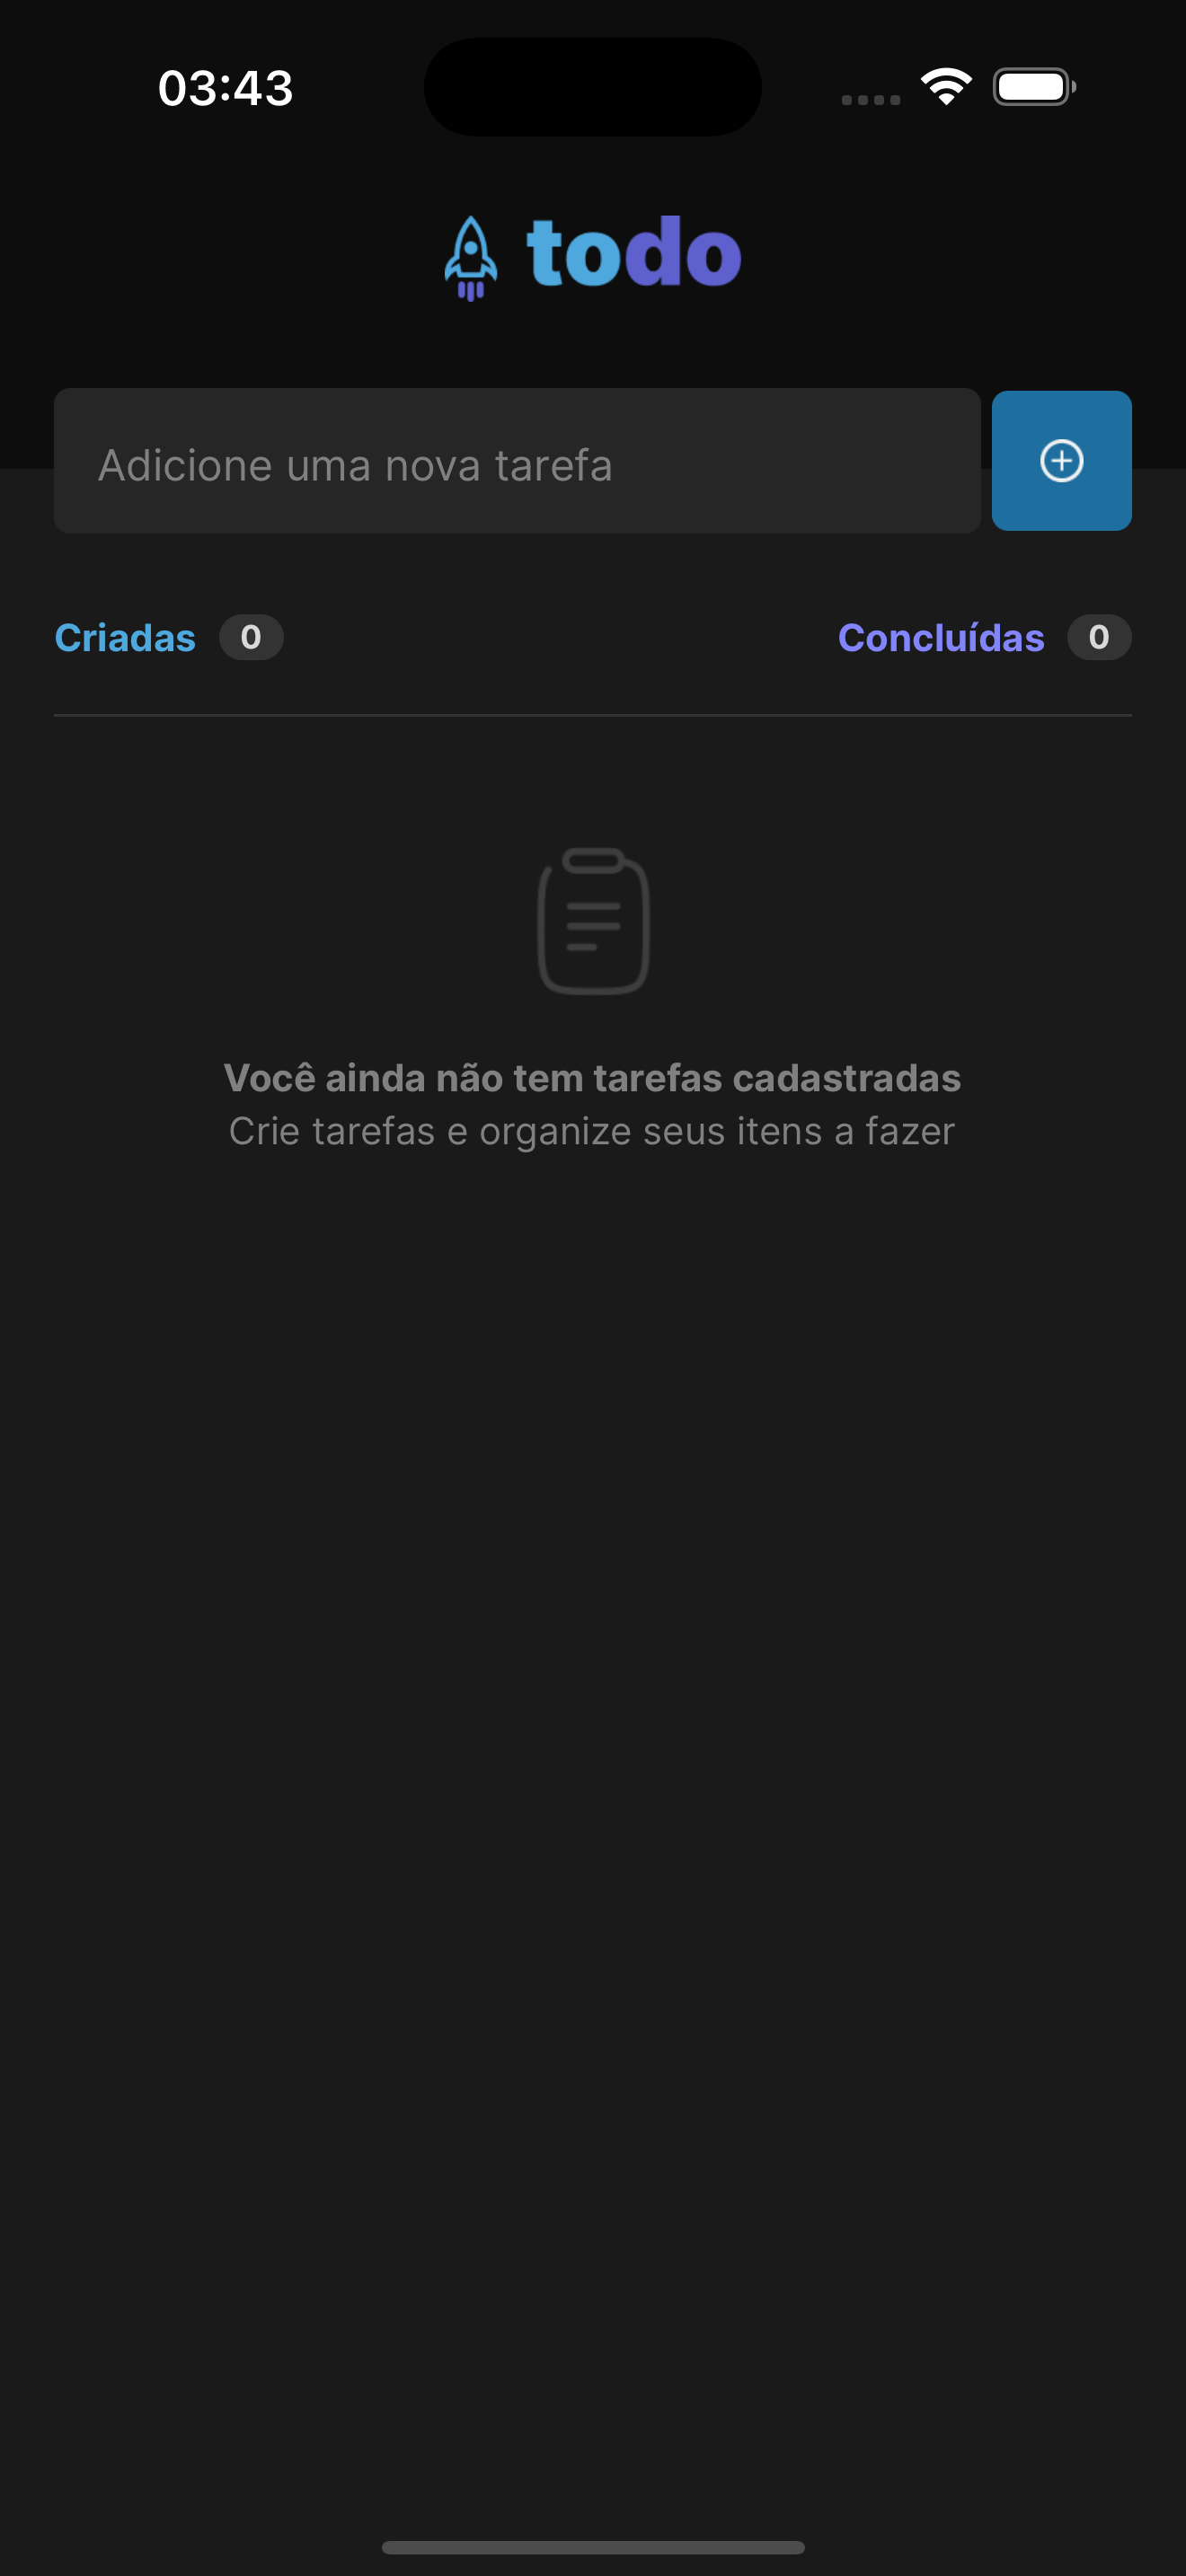 03:43
todo
Adicione uma nova tarefa
Criadas 0
Concluídas 0
Você ainda não tem tarefas cadastradas
Crie tarefas e organize seus itens a fazer